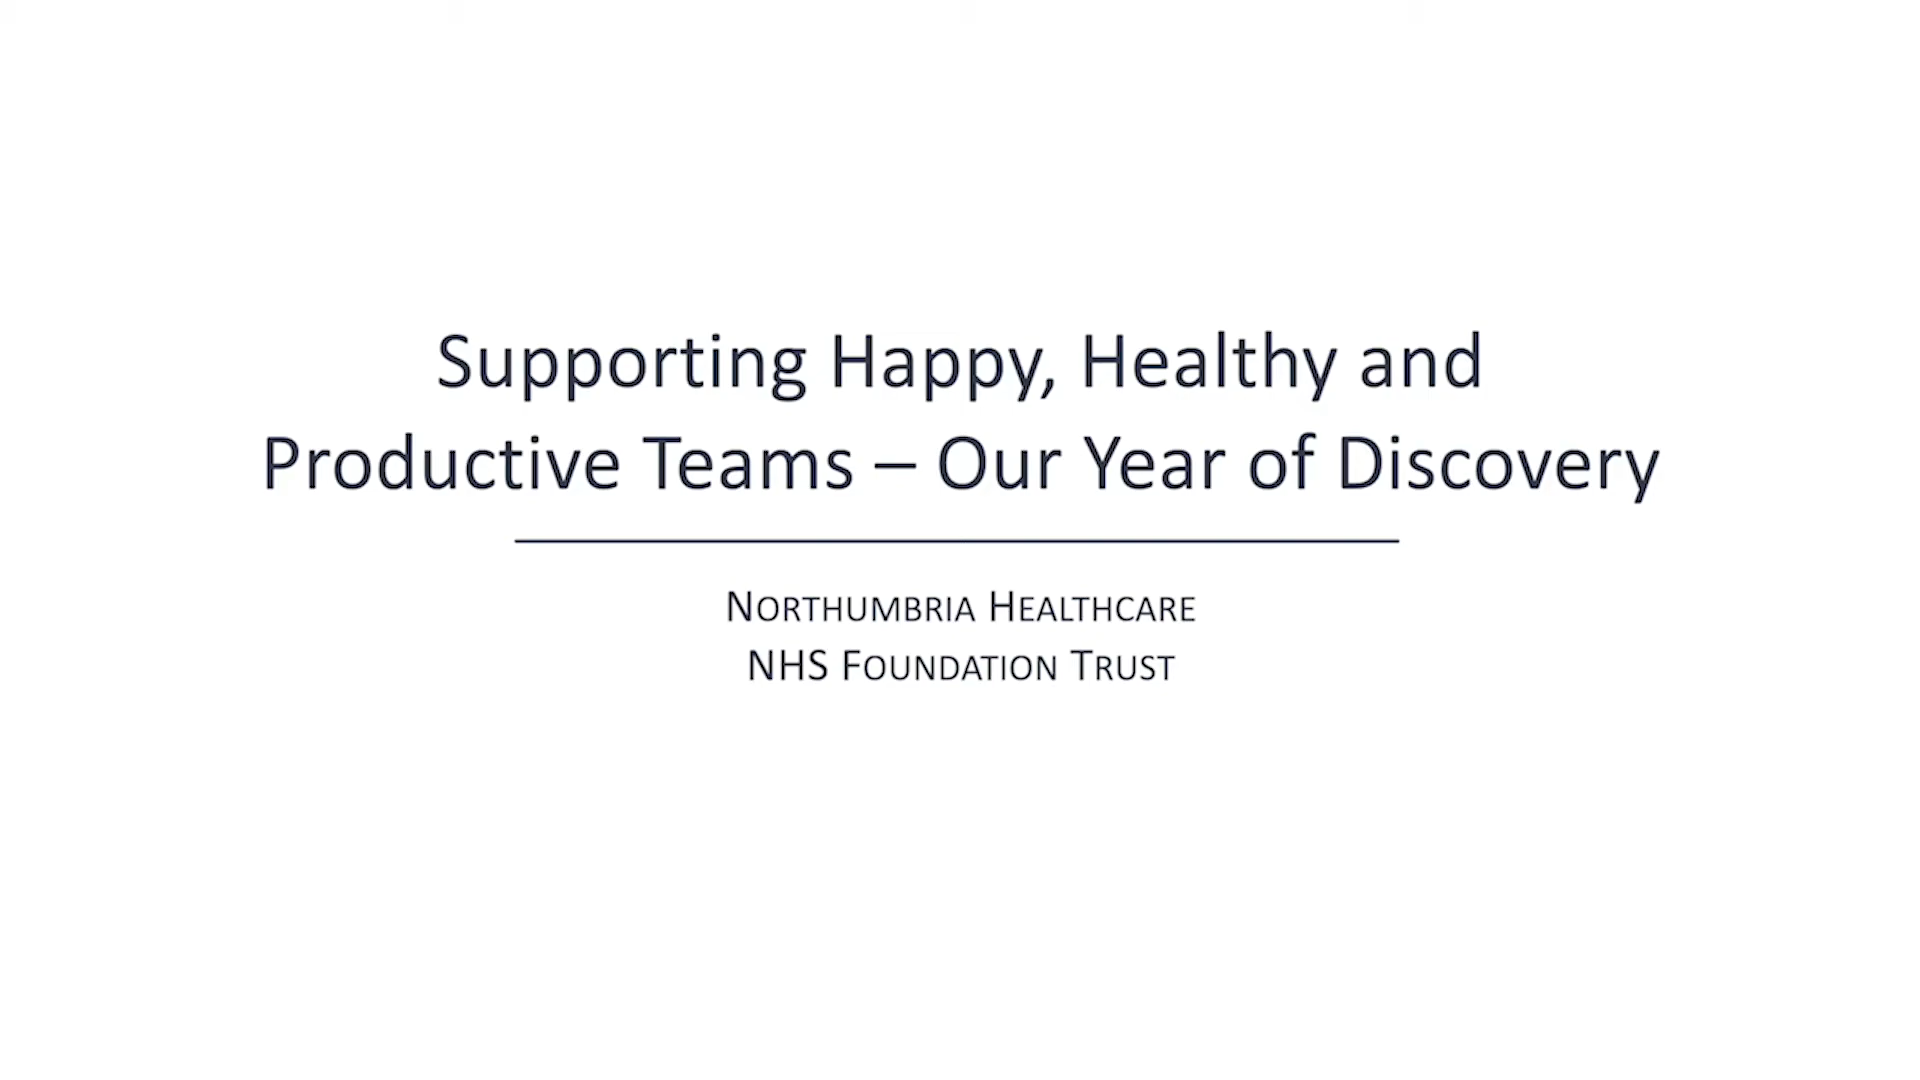 Supporting Happy, Healthy and
Productive Teams – Our Year of Discovery
NORTHUMBRIA HEALTHCARE
NHS FOUNDATION TRUST